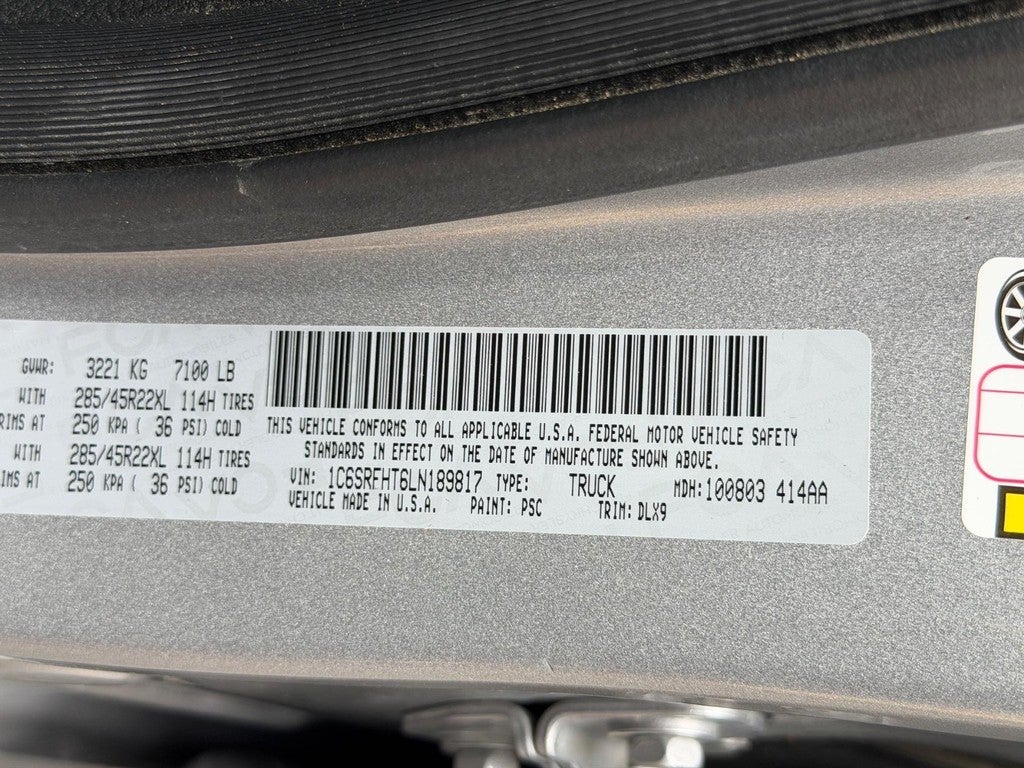 GVWR: 3221 KG 7100 LB
WITH 285/45R22XL 114H TIRES
RIMS AT 250 KPA ( 36 PSI) COLD
WITH 285/45R22XL 114H TIRES
RIMS AT 250 KPA ( 36 PSI) COLD
THIS VEHICLE CONFORMS TO ALL APPLICABLE U.S.A. FEDERAL MOTOR VEHICLE SAFETY
STANDARDS IN EFFECT ON THE DATE OF MANUFACTURE SHOWN ABOVE.
VIN: 1C6SRFHT6LN189817 TYPE: TRUCK MDH: 100803 414AA
VEHICLE MADE IN U.S.A. PAINT: PSC TRIM: DLX9